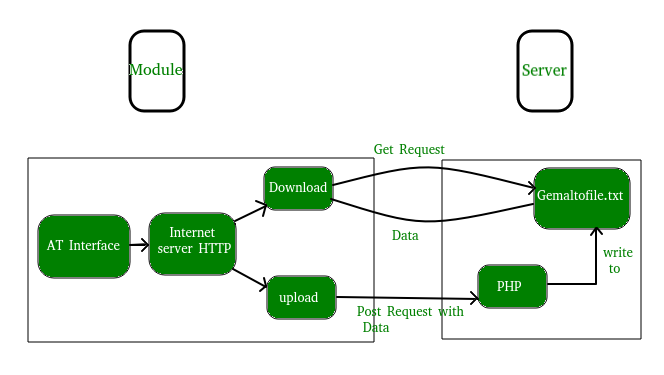 Module
Server
Get Request
Download
Gemaltofile.txt
Internet
server HTTP
AT Interface
Data
write
to
PHP
upload
Post Request with
Data